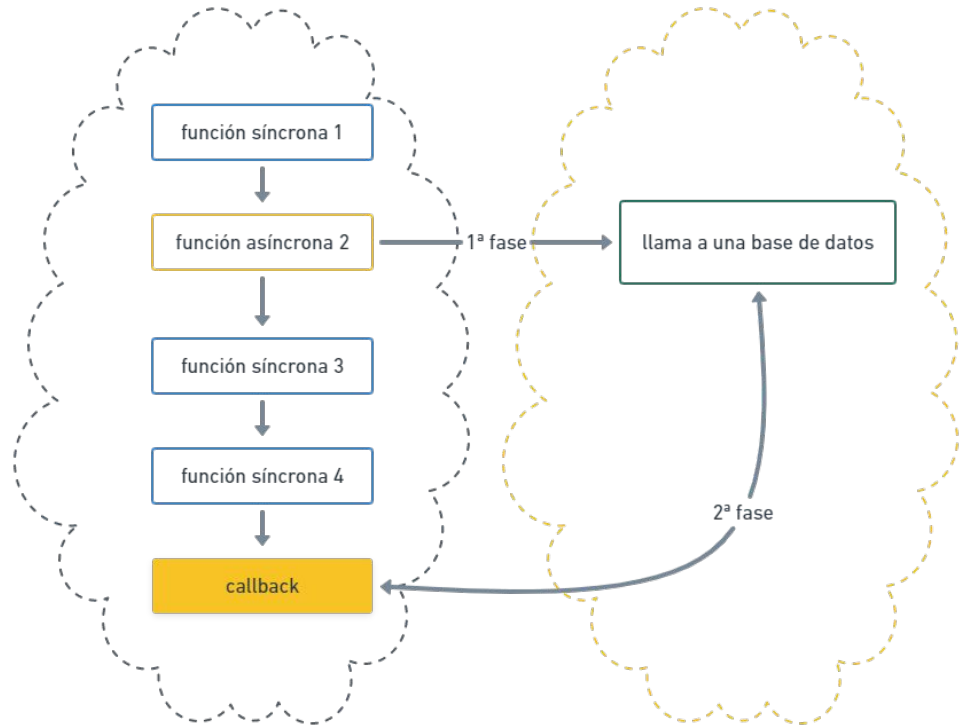 función síncrona 1
función asíncrona 2
1ª fase
llama a una base de datos
función síncrona 3
función síncrona 4
2ª fase
callback